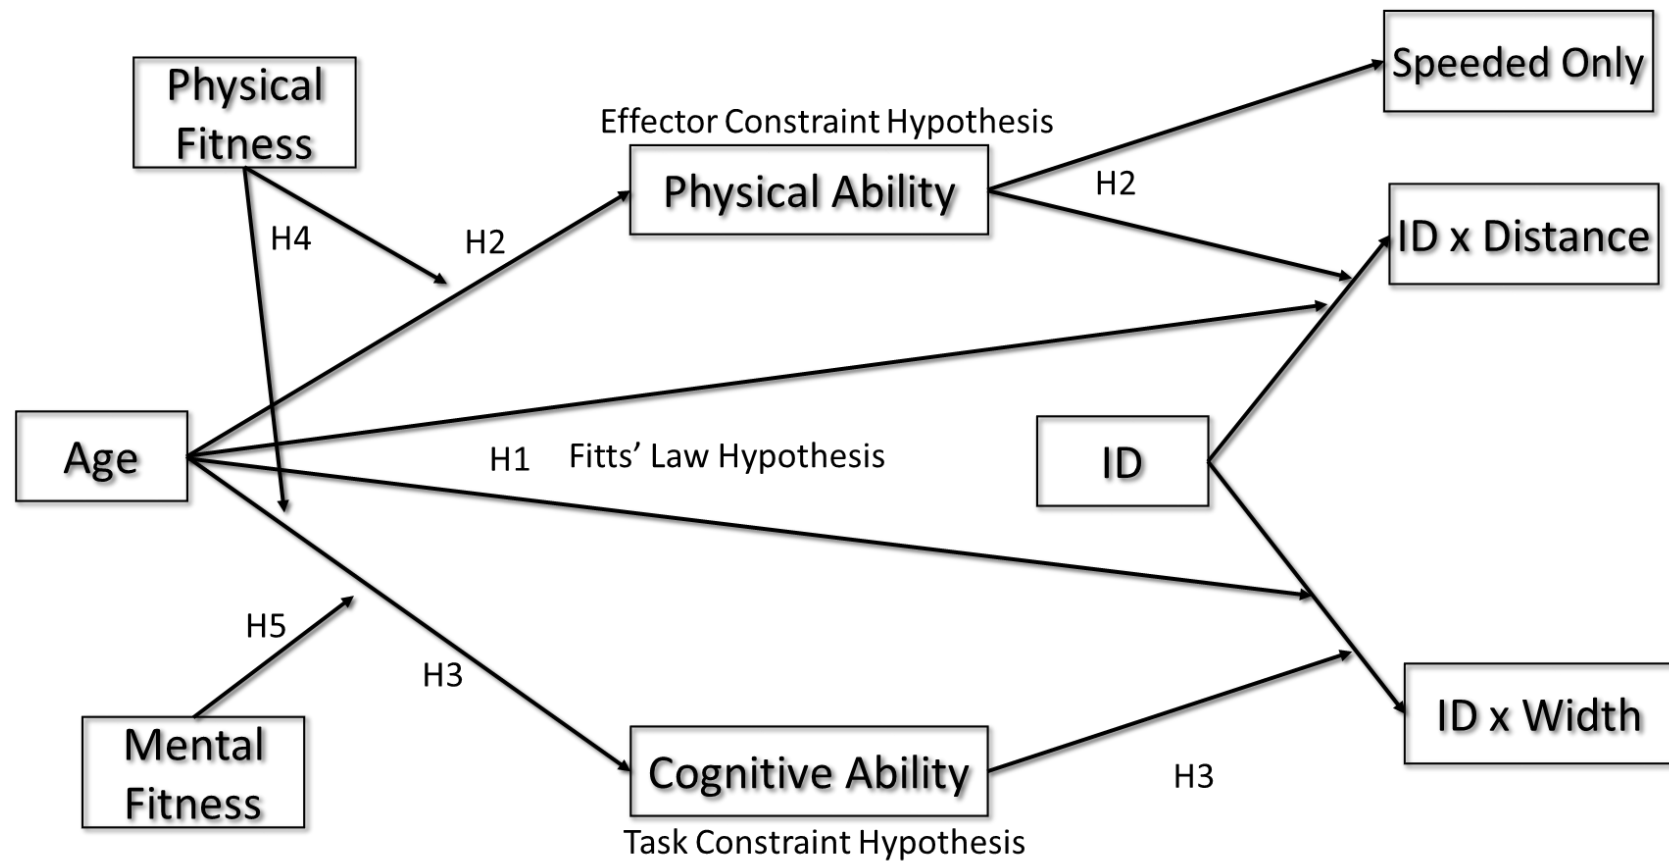 Speeded Only
Physical
Fitness
Effector Constraint Hypothesis
Physical Ability
H2
H4
H2
ID x Distance
Age
H1
Fitts' Law Hypothesis
ID
H5
H3
Mental
Fitness
Cognitive Ability
H3
ID x Width
Task Constraint Hypothesis